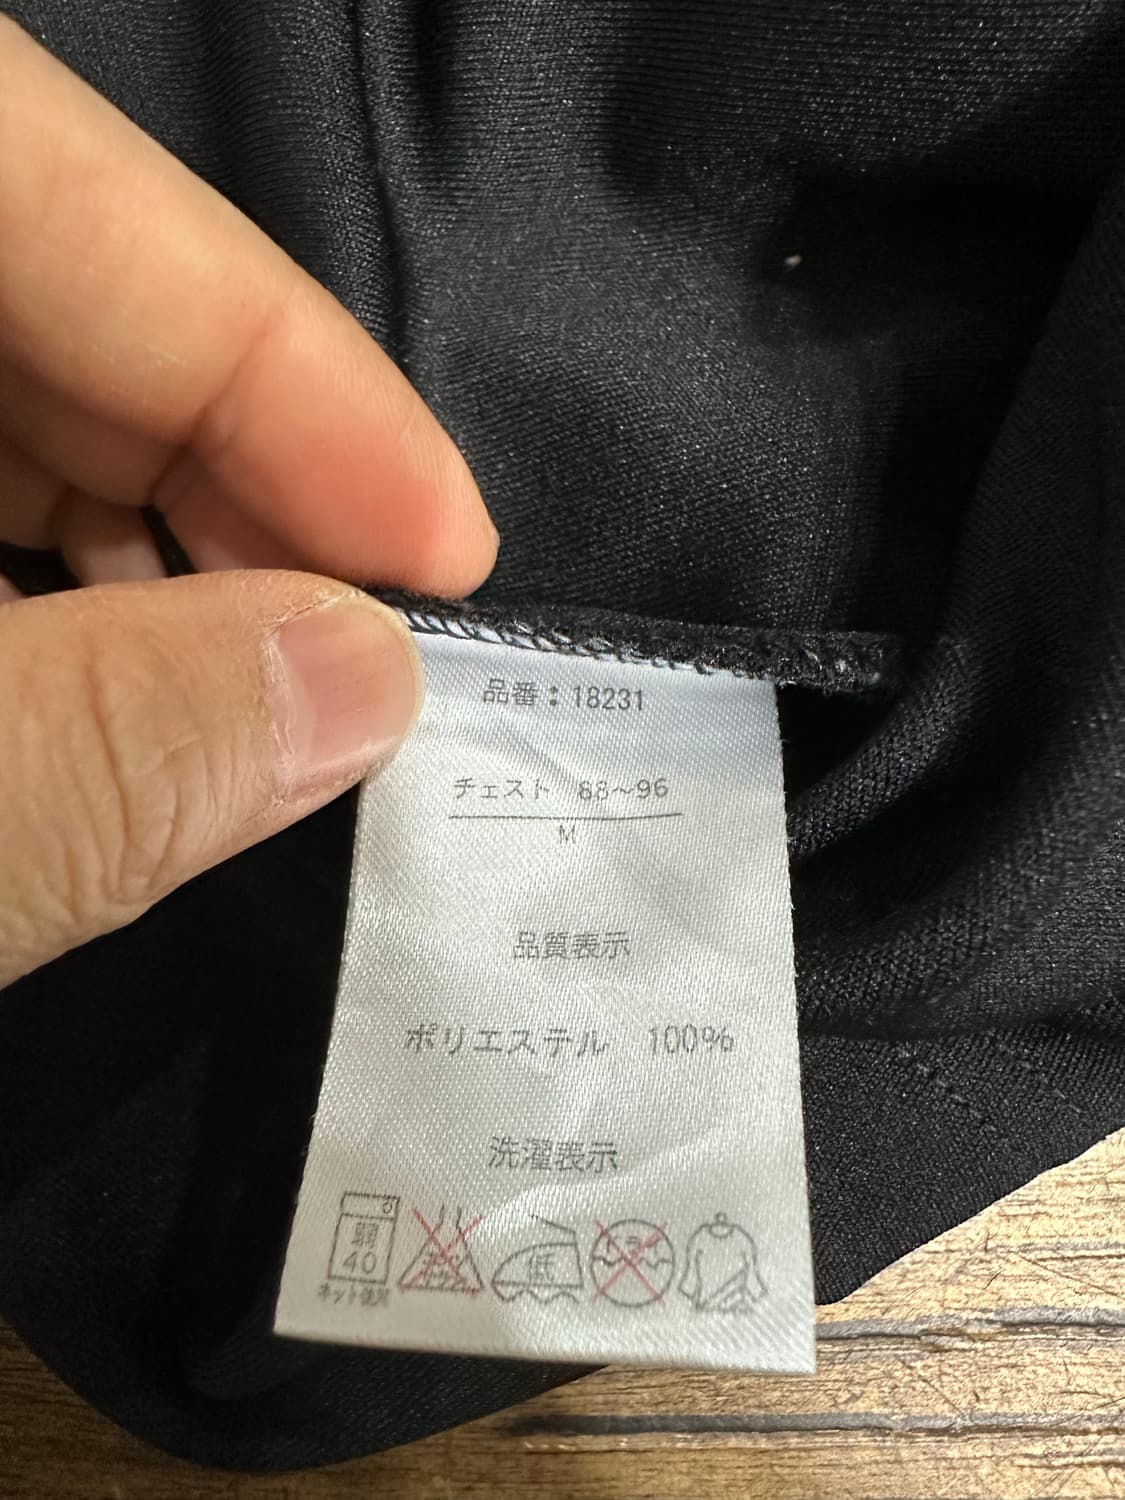 品番：18231
チェスト 88～96
M
品質表示
ポリエステル 100%
洗濯表示
弱
40
ネット使用
低